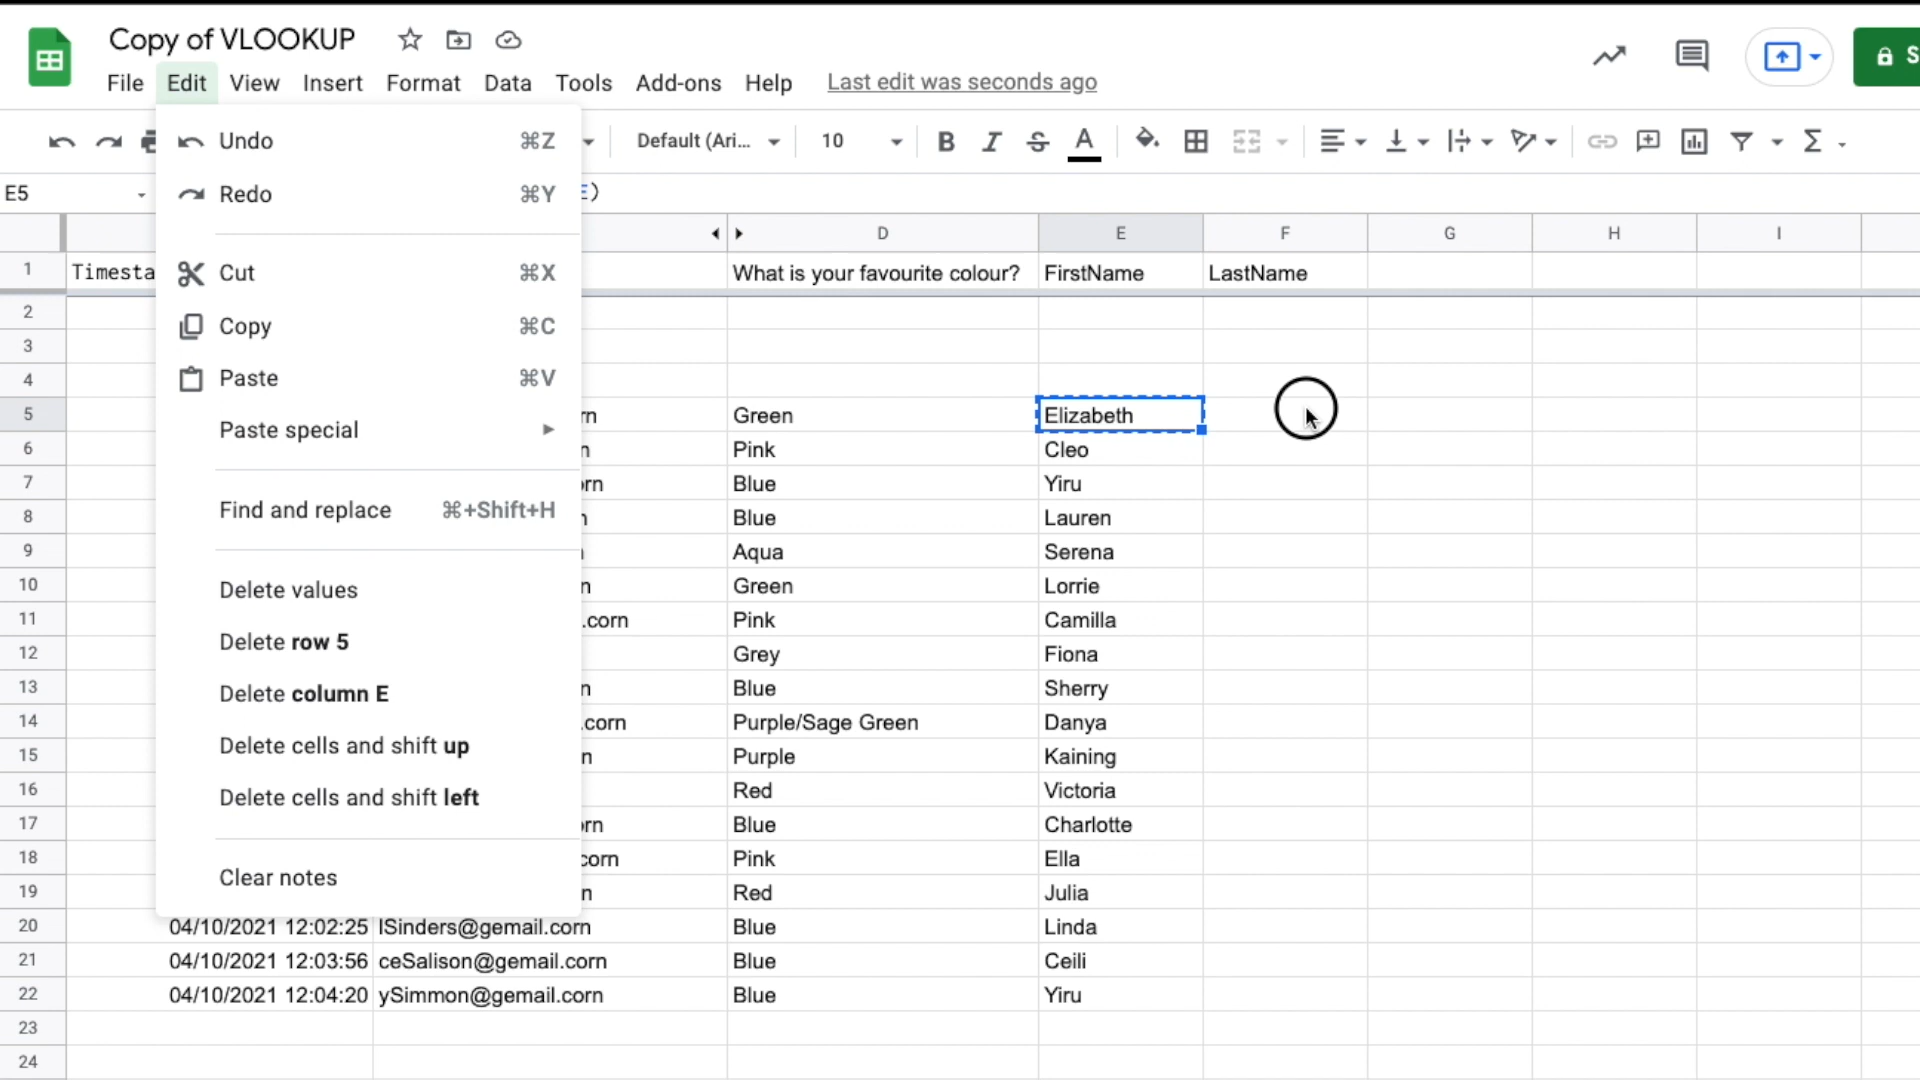 Copy of VLOOKUP
File Edit View Insert Format Data Tools Add-ons Help Last edit was seconds ago
Default (Ari... 10 B I S A Σ
E5 E)
Undo ⌘Z
Redo ⌘Y
Cut ⌘X
Copy ⌘C
Paste ⌘V
Paste special
Find and replace ⌘+Shift+H
Delete values
Delete row 5
Delete column E
Delete cells and shift up
Delete cells and shift left
Clear notes
D E F G H I
1 Timesta What is your favourite colour? FirstName LastName
2
3
4
5 rn Green Elizabeth
6 n Pink Cleo
7 orn Blue Yiru
8 Blue Lauren
9 Aqua Serena
10 n Green Lorrie
11 .corn Pink Camilla
12 Grey Fiona
13 n Blue Sherry
14 .corn Purple/Sage Green Danya
15 n Purple Kaining
16 Red Victoria
17 orn Blue Charlotte
18 corn Pink Ella
19 n Red Julia
20 04/10/2021 12:02:25 lSinders@gemail.corn Blue Linda
21 04/10/2021 12:03:56 ceSalison@gemail.corn Blue Ceili
22 04/10/2021 12:04:20 ySimmon@gemail.corn Blue Yiru
23
24